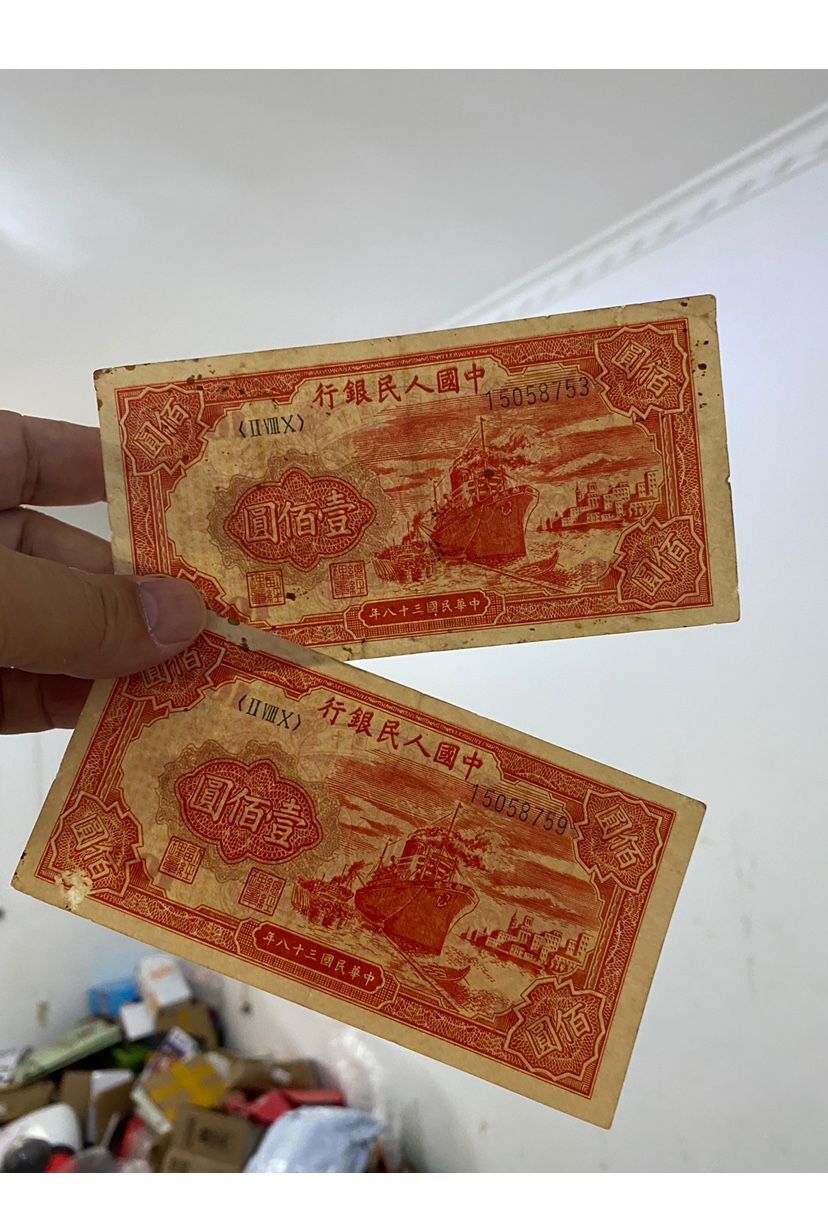 中國人民銀行
15058753
〈II VIII X〉
圓佰
圓佰
壹佰圓
圓佰
中華民國三十八年
圓佰
〈II VIII X〉
中國人民銀行
15058759
圓佰
壹佰圓
圓佰
圓佰
中華民國三十八年